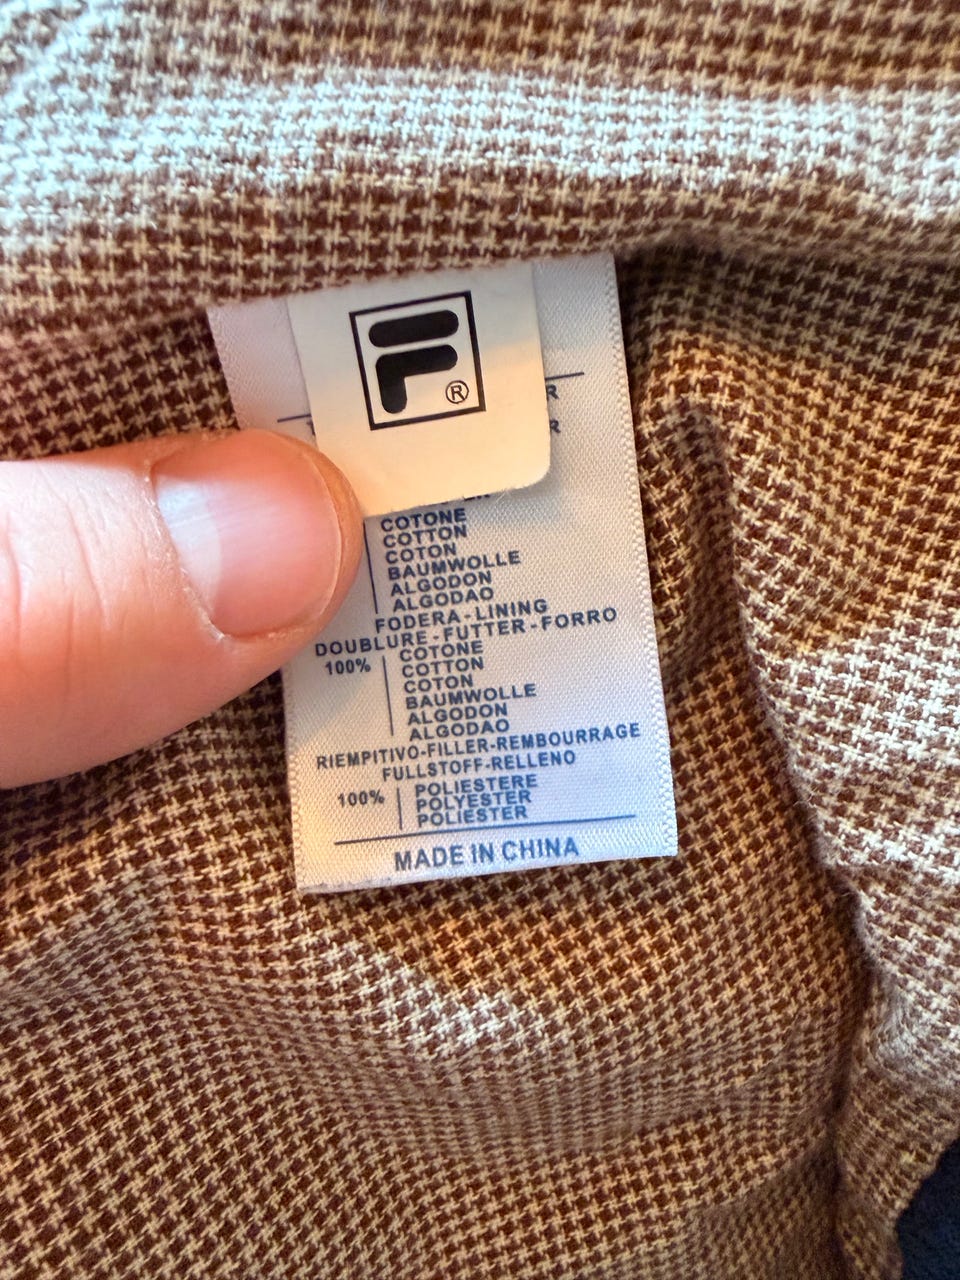 F®
R
R
COTONE
COTTON
COTON
BAUMWOLLE
ALGODON
ALGODAO
FODERA-LINING
DOUBLURE-FUTTER-FORRO
100%
COTONE
COTTON
COTON
BAUMWOLLE
ALGODON
ALGODAO
RIEMPITIVO-FILLER-REMBOURRAGE
FULLSTOFF-RELLENO
100%
POLIESTERE
POLYESTER
POLIESTER
MADE IN CHINA